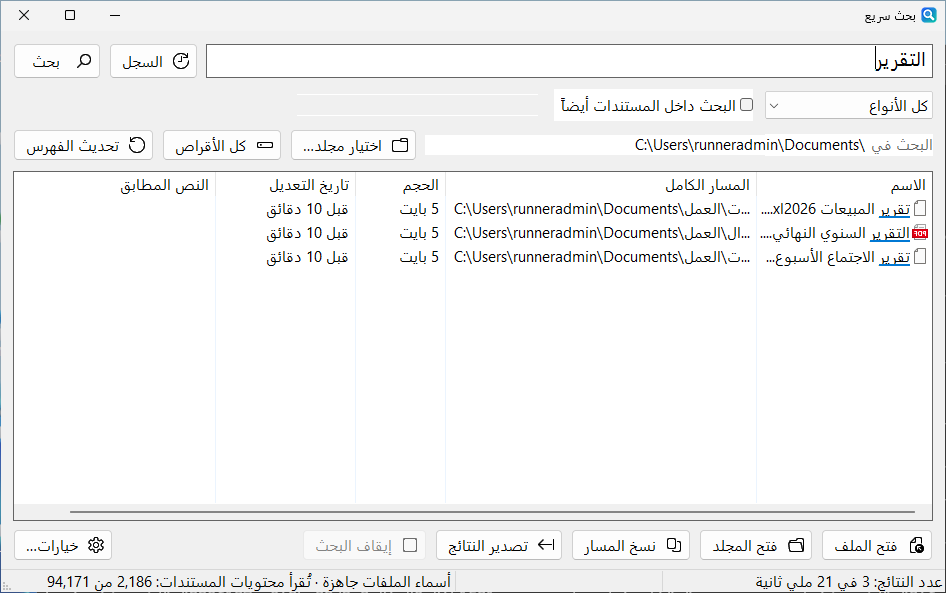 بحث سريع
التقرير
السجل
بحث
كل الأنواع
البحث داخل المستندات أيضاً
البحث في C:\Users\runneradmin\Documents\
اختيار مجلد...
كل الأقراص
تحديث الفهرس
الاسم المسار الكامل الحجم تاريخ التعديل النص المطابق
تقرير المبيعات 2026xl.... C:\Users\runneradmin\Documents\ت\العمل... 5 بايت قبل 10 دقائق
التقرير السنوي النهائي.... C:\Users\runneradmin\Documents\ال\العمل... 5 بايت قبل 10 دقائق
تقرير الاجتماع الأسبوع... C:\Users\runneradmin\Documents\ت\العمل... 5 بايت قبل 10 دقائق
فتح الملف
فتح المجلد
نسخ المسار
تصدير النتائج
إيقاف البحث
خيارات...
عدد النتائج: 3 في 21 ملي ثانية
أسماء الملفات جاهزة · تُقرأ محتويات المستندات: 2,186 من 94,171